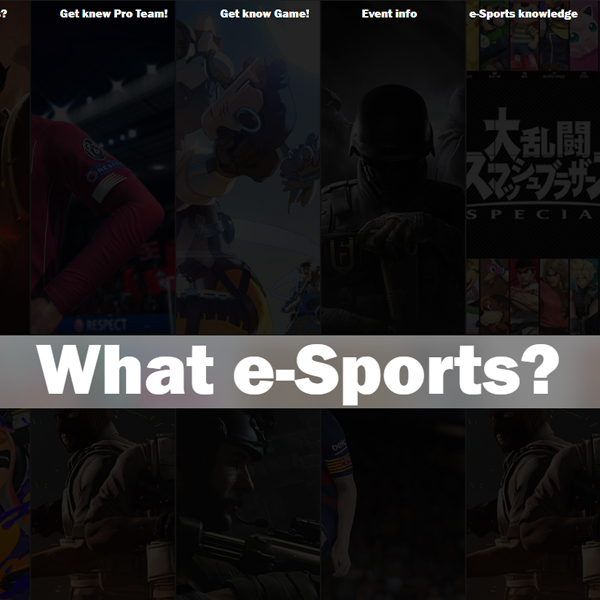 s?
Get knew Pro Team!
Get know Game!
Event info
e-Sports knowledge
大乱闘
スマッシュブラザーズ
SPECIA
RESPECT
What e-Sports?